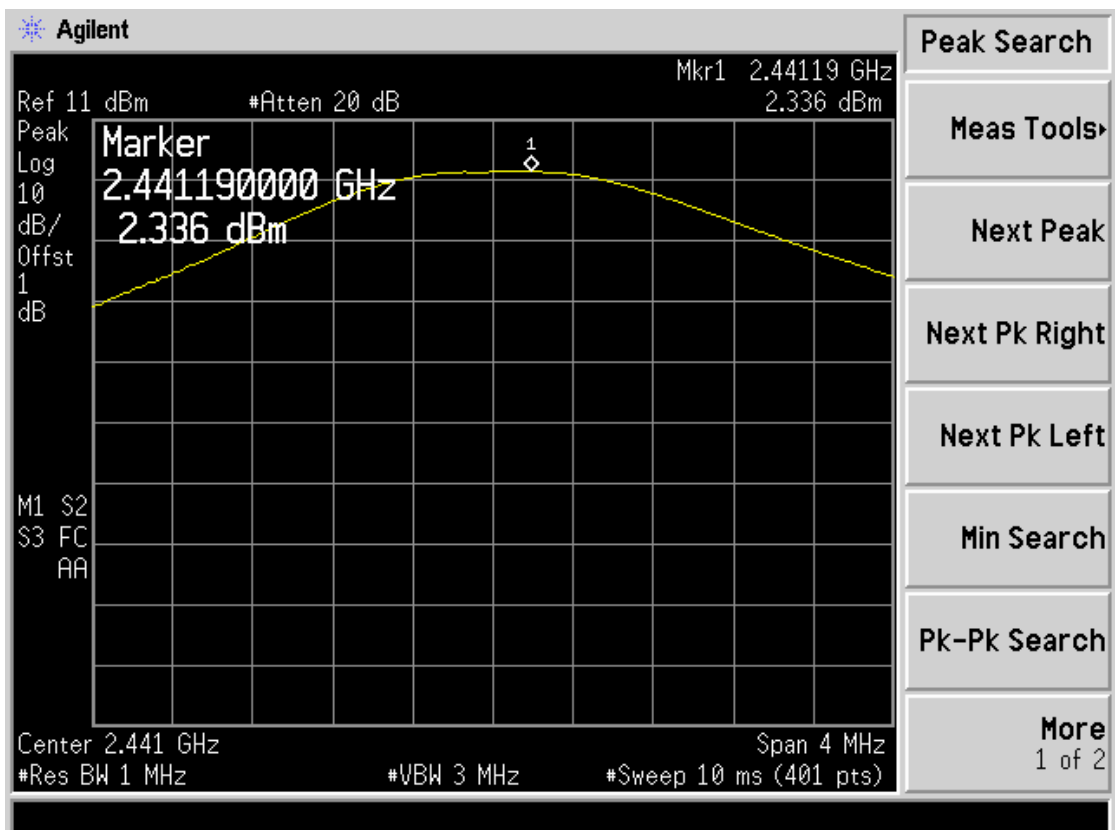 Agilent
Peak Search
Mkr1 2.44119 GHz
Ref 11 dBm #Atten 20 dB 2.336 dBm
Peak
Log
10
dB/
Offst
1
dB
Marker
2.441190000 GHz
2.336 dBm
1
M1 S2
S3 FC
AA
Center 2.441 GHz Span 4 MHz
#Res BW 1 MHz #VBW 3 MHz #Sweep 10 ms (401 pts)
Meas Tools
Next Peak
Next Pk Right
Next Pk Left
Min Search
Pk-Pk Search
More
1 of 2